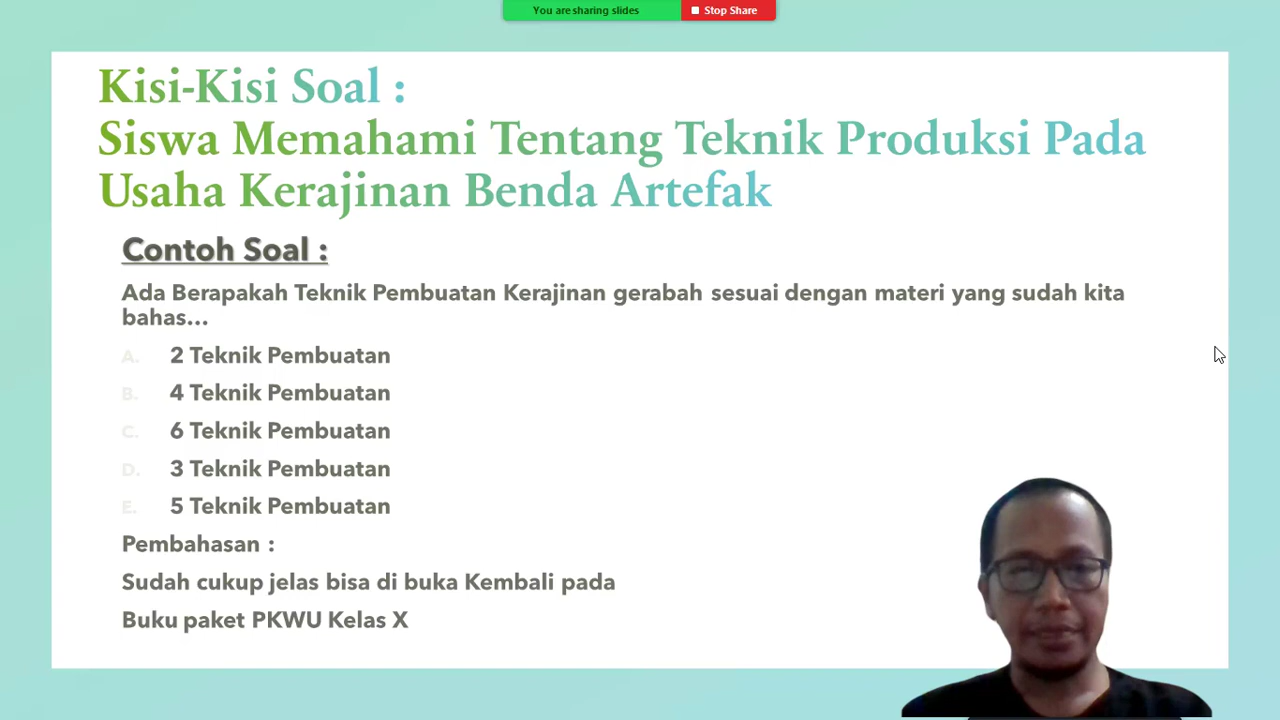 You are sharing slides
Stop Share
Kisi-Kisi Soal :
Siswa Memahami Tentang Teknik Produksi Pada
Usaha Kerajinan Benda Artefak
Contoh Soal :
Ada Berapakah Teknik Pembuatan Kerajinan gerabah sesuai dengan materi yang sudah kita
bahas…
A. 2 Teknik Pembuatan
B. 4 Teknik Pembuatan
C. 6 Teknik Pembuatan
D. 3 Teknik Pembuatan
E. 5 Teknik Pembuatan
Pembahasan :
Sudah cukup jelas bisa di buka Kembali pada
Buku paket PKWU Kelas X